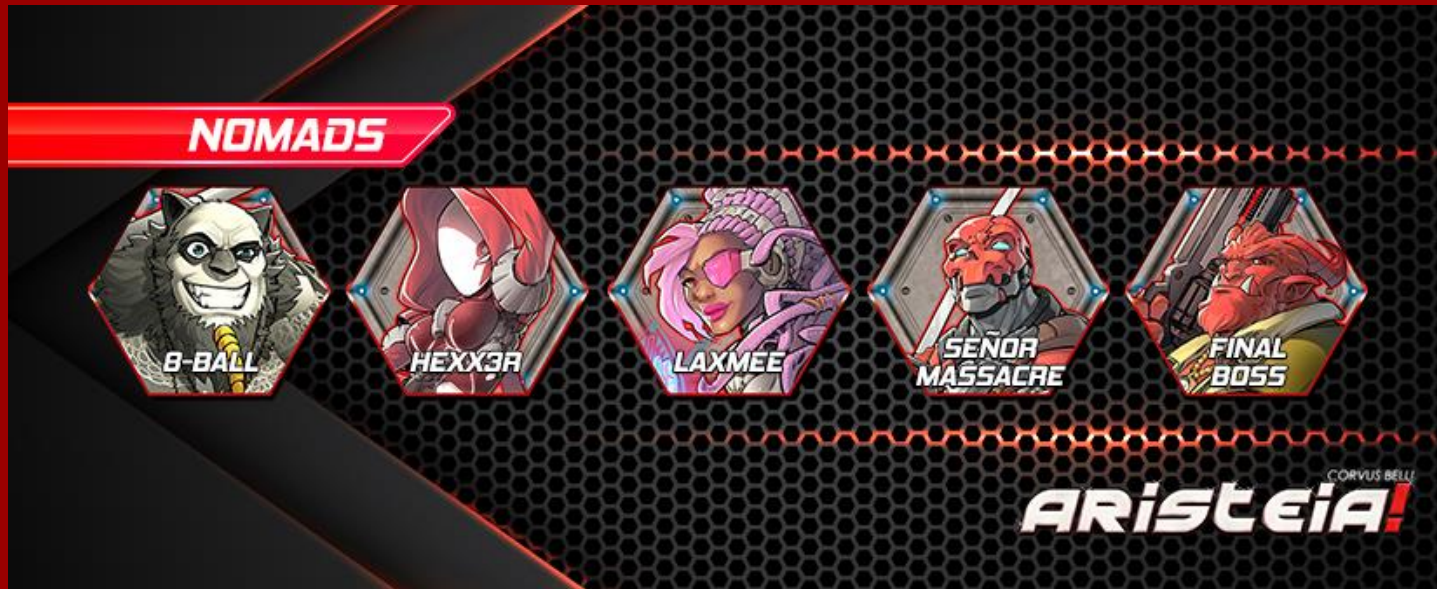 NOMADS
8-BALL
HEXX3R
LAXMEE
SEÑOR
MASSACRE
FINAL
BOSS
CORVUS BELLI
ARISTEIA!